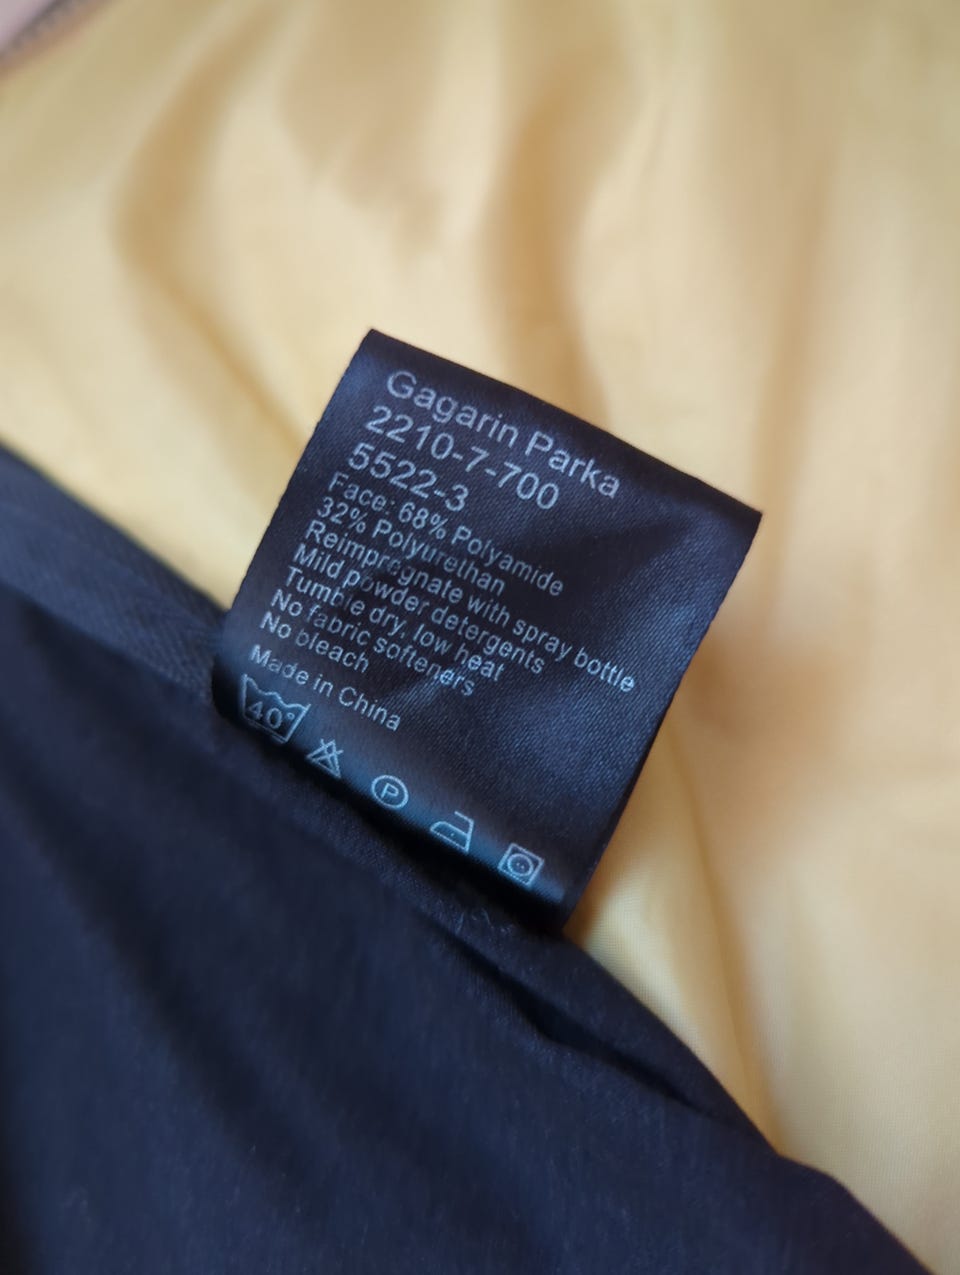 Gagarin Parka
2210-7-700
5522-3
Face: 68% Polyamide
32% Polyurethan
Reimpregnate with spray bottle
Mild powder detergents
Tumble dry, low heat
No fabric softeners
No bleach
Made in China
40°
P